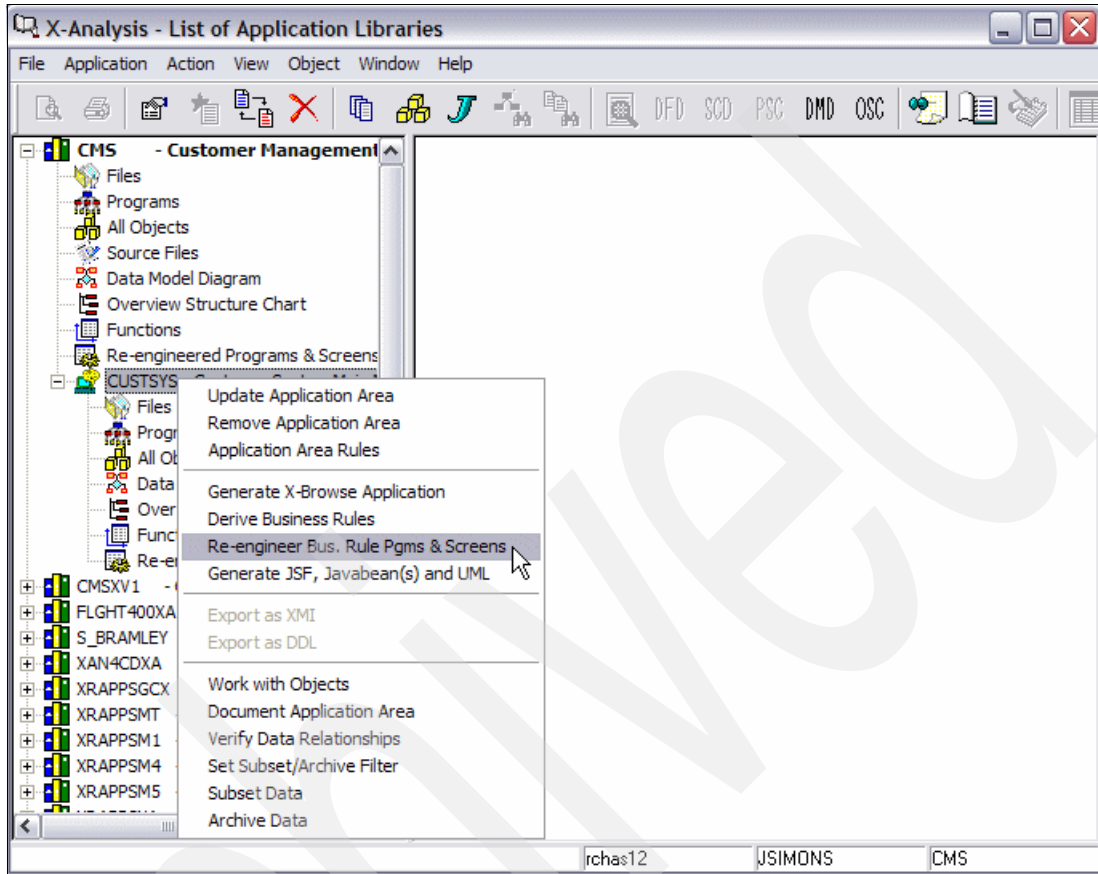 X-Analysis - List of Application Libraries
File Application Action View Object Window Help
DFD SCD PSC DMD OSC
CMS - Customer Management
Files
Programs
All Objects
Source Files
Data Model Diagram
Overview Structure Chart
Functions
Re-engineered Programs & Screens
CUSTSYS
Files
Progr
All Ob
Data
Over
Funct
Re-en
CMSXV1 -
FLGHT400XA
S_BRAMLEY
XAN4CDXA
XRAPPSGCX
XRAPPSMT
XRAPPSM1 -
XRAPPSM4 -
XRAPPSM5 -
Update Application Area
Remove Application Area
Application Area Rules
Generate X-Browse Application
Derive Business Rules
Re-engineer Bus. Rule Pgms & Screens
Generate JSF, Javabean(s) and UML
Export as XMI
Export as DDL
Work with Objects
Document Application Area
Verify Data Relationships
Set Subset/Archive Filter
Subset Data
Archive Data
rchas12 JSIMONS CMS